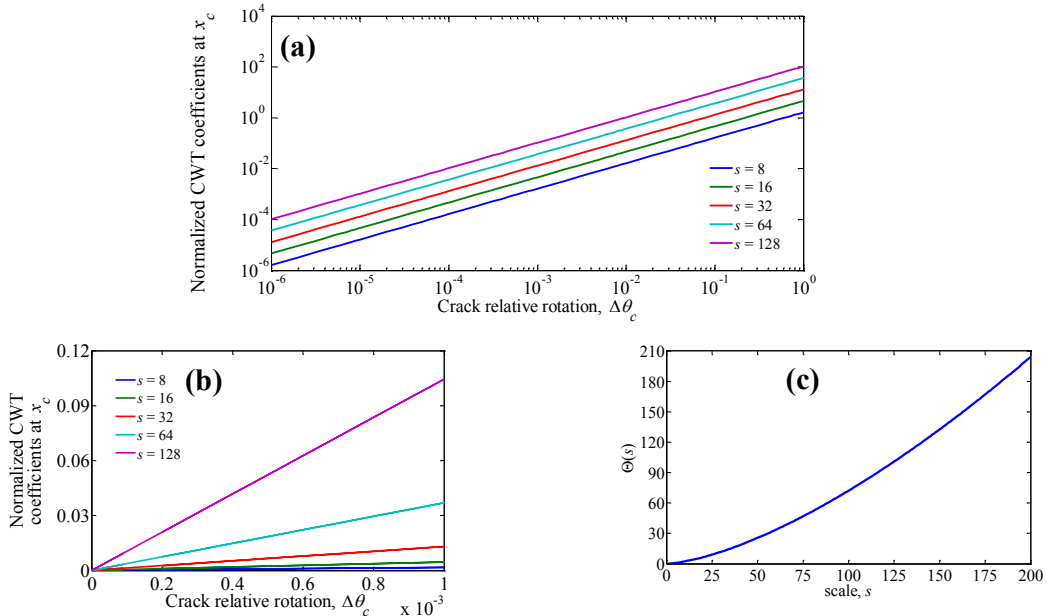 (a)
Normalized CWT coefficients at x_c
10^4
10^2
10^0
10^-2
10^-4
10^-6
s = 8
s = 16
s = 32
s = 64
s = 128
10^-6 10^-5 10^-4 10^-3 10^-2 10^-1 10^0
Crack relative rotation, Δθ_c
(b)
Normalized CWT
coefficients at x_c
0.12
0.09
0.06
0.03
0
s = 8
s = 16
s = 32
s = 64
s = 128
0 0.2 0.4 0.6 0.8 1
Crack relative rotation, Δθ_c x 10^-3
(c)
Θ(s)
210
180
150
120
90
60
30
0
0 25 50 75 100 125 150 175 200
scale, s